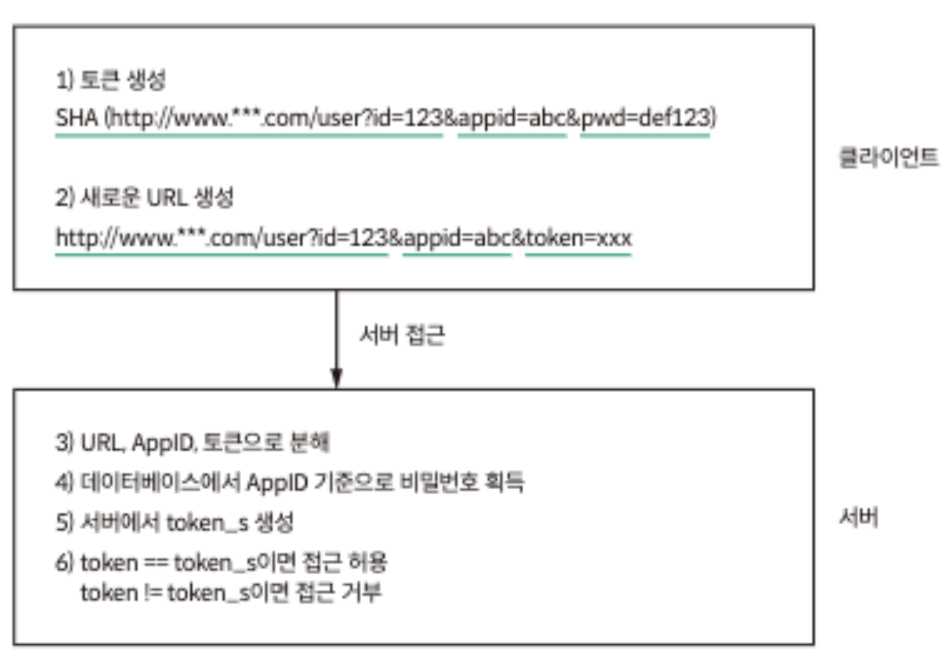 1) 토큰 생성
SHA (http://www.***.com/user?id=123&appid=abc&pwd=def123)
클라이언트
2) 새로운 URL 생성
http://www.***.com/user?id=123&appid=abc&token=xxx
서버 접근
3) URL, AppID, 토큰으로 분해
4) 데이터베이스에서 AppID 기준으로 비밀번호 획득
5) 서버에서 token_s 생성
서버
6) token == token_s이면 접근 허용
token != token_s이면 접근 거부